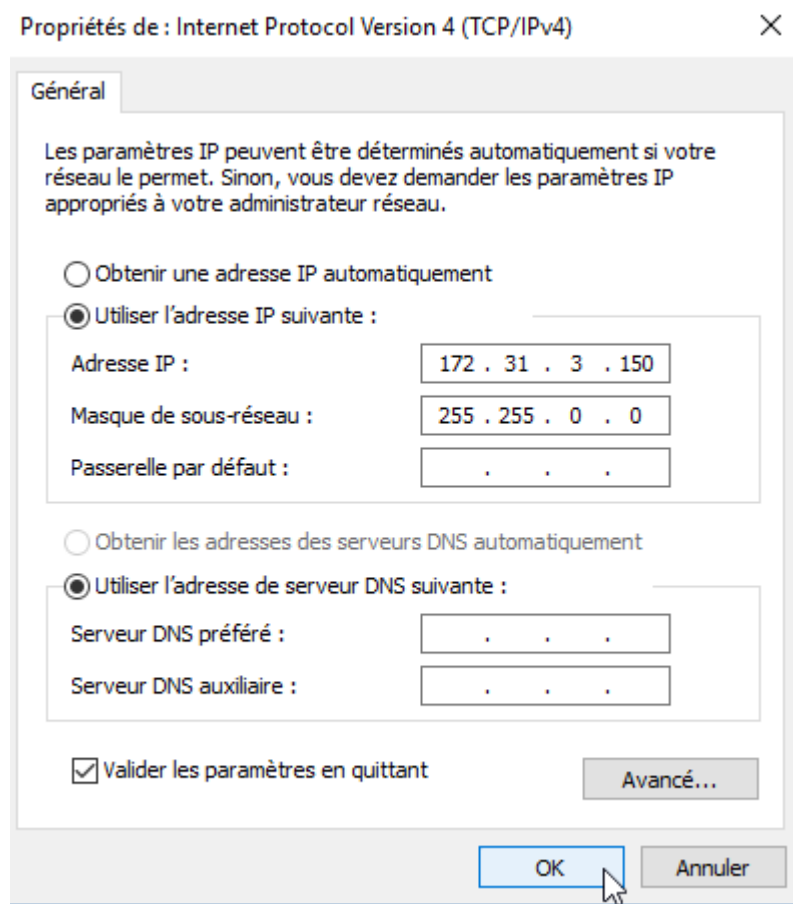 Propriétés de : Internet Protocol Version 4 (TCP/IPv4)
Général
Les paramètres IP peuvent être déterminés automatiquement si votre
réseau le permet. Sinon, vous devez demander les paramètres IP
appropriés à votre administrateur réseau.
Obtenir une adresse IP automatiquement
Utiliser l'adresse IP suivante :
Adresse IP : 172 . 31 . 3 . 150
Masque de sous-réseau : 255 . 255 . 0 . 0
Passerelle par défaut : . . .
Obtenir les adresses des serveurs DNS automatiquement
Utiliser l'adresse de serveur DNS suivante :
Serveur DNS préféré : . . .
Serveur DNS auxiliaire : . . .
Valider les paramètres en quittant
Avancé...
OK Annuler